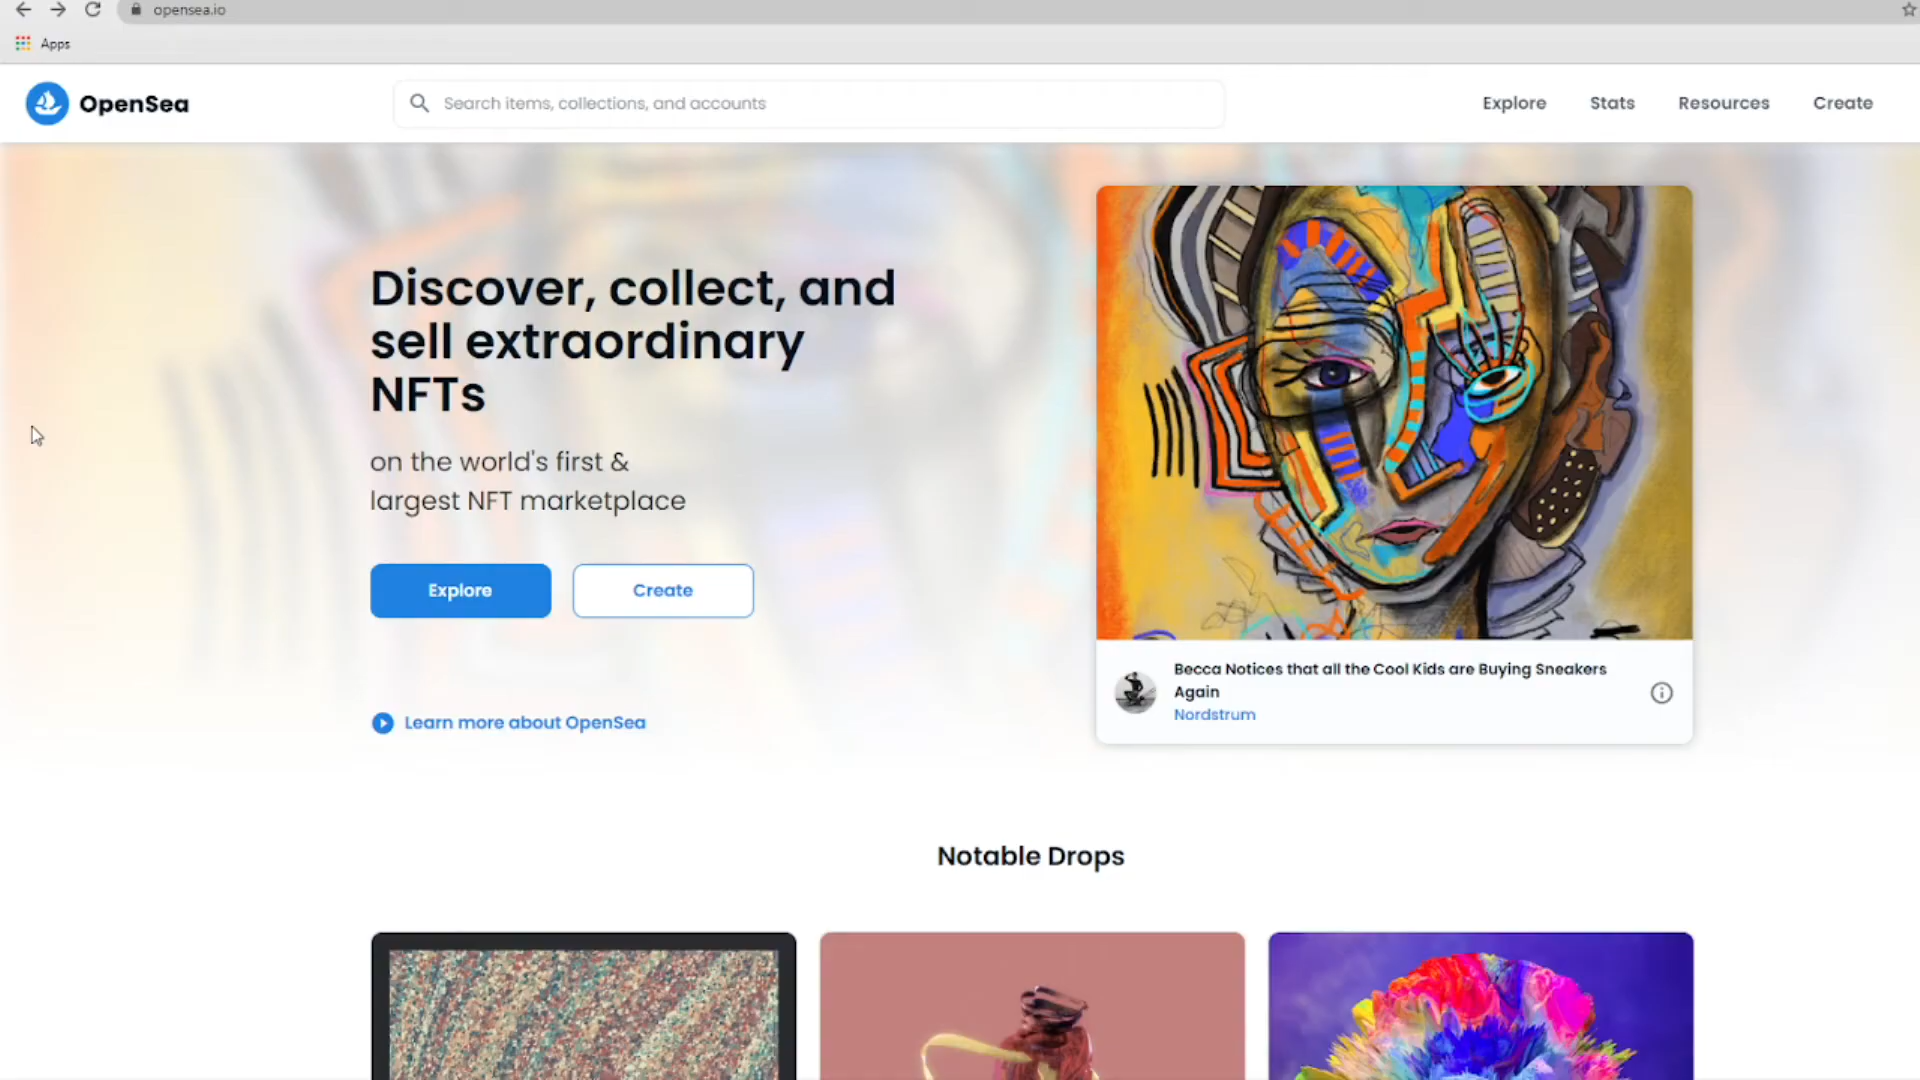 opensea.io
Apps
OpenSea
Search items, collections, and accounts
Explore
Stats
Resources
Create
Discover, collect, and
sell extraordinary
NFTs
on the world's first &
largest NFT marketplace
Explore
Create
Learn more about OpenSea
Becca Notices that all the Cool Kids are Buying Sneakers
Again
Nordstrum
Notable Drops